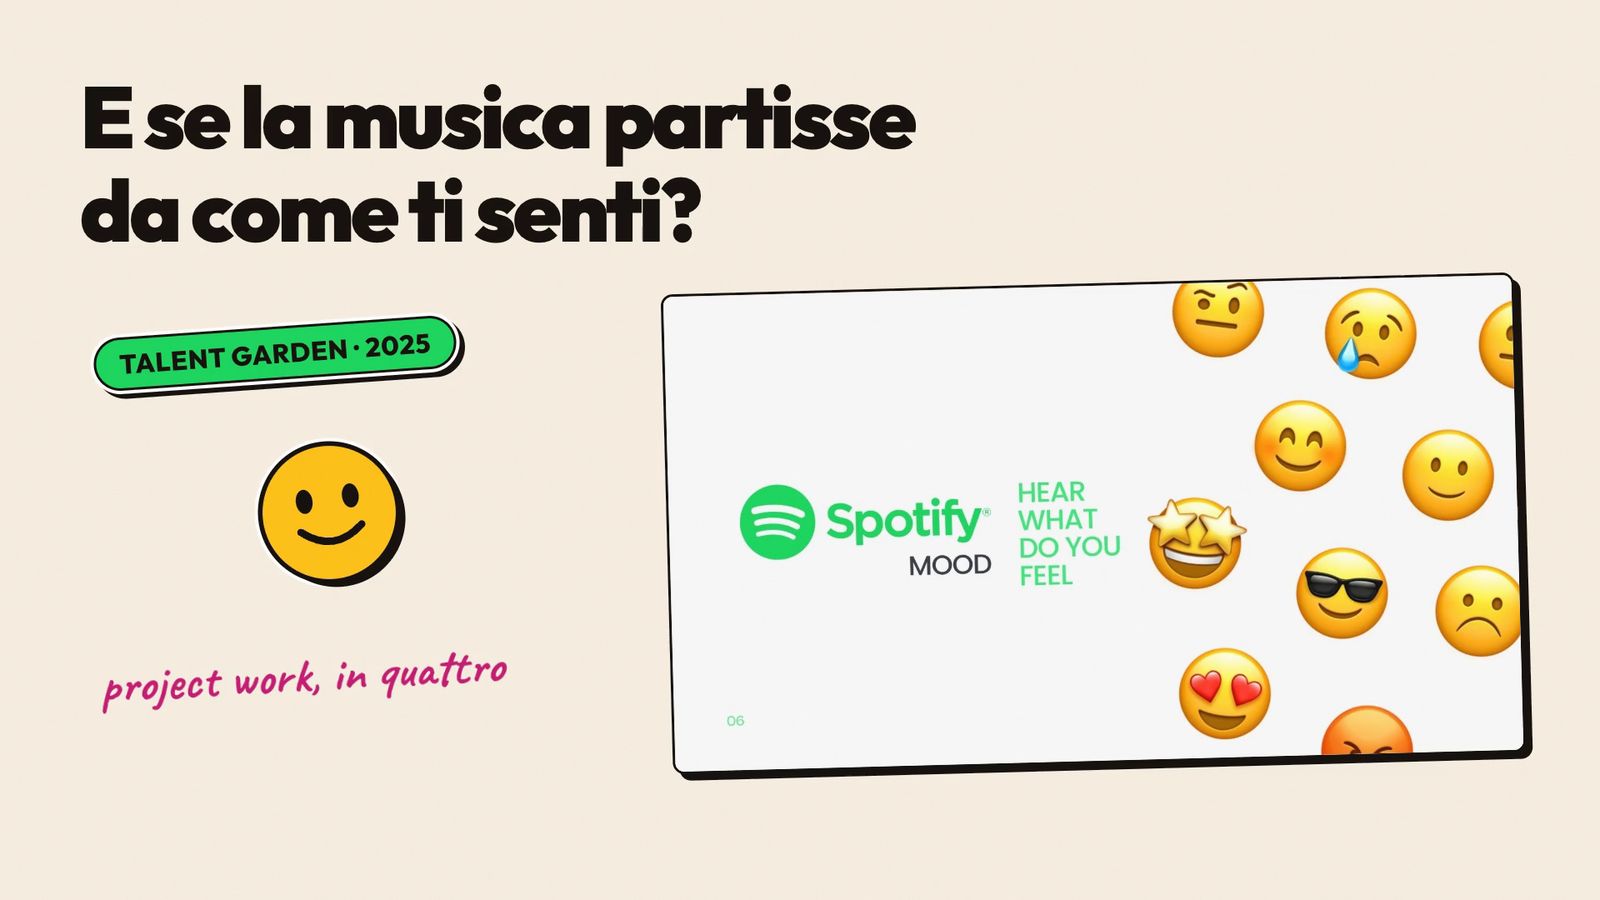 E se la musica partisse
da come ti senti?
TALENT GARDEN · 2025
project work, in quattro
Spotify®
MOOD
HEAR
WHAT
DO YOU
FEEL
06